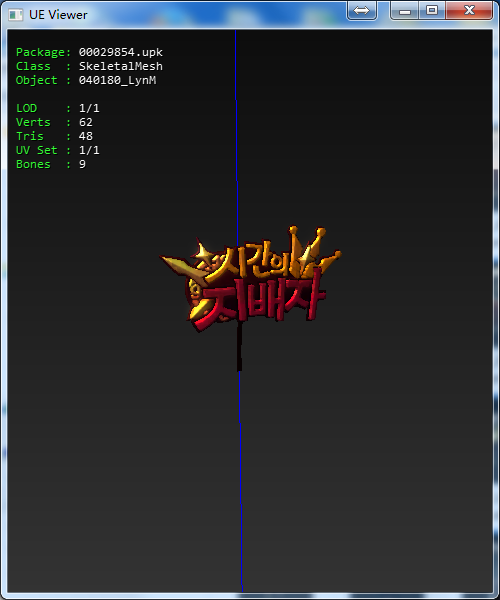 UE Viewer
Package: 00029854.upk
Class : SkeletalMesh
Object : 040180_LynM
LOD : 1/1
Verts : 62
Tris : 48
UV Set : 1/1
Bones : 9
시간의
지배자